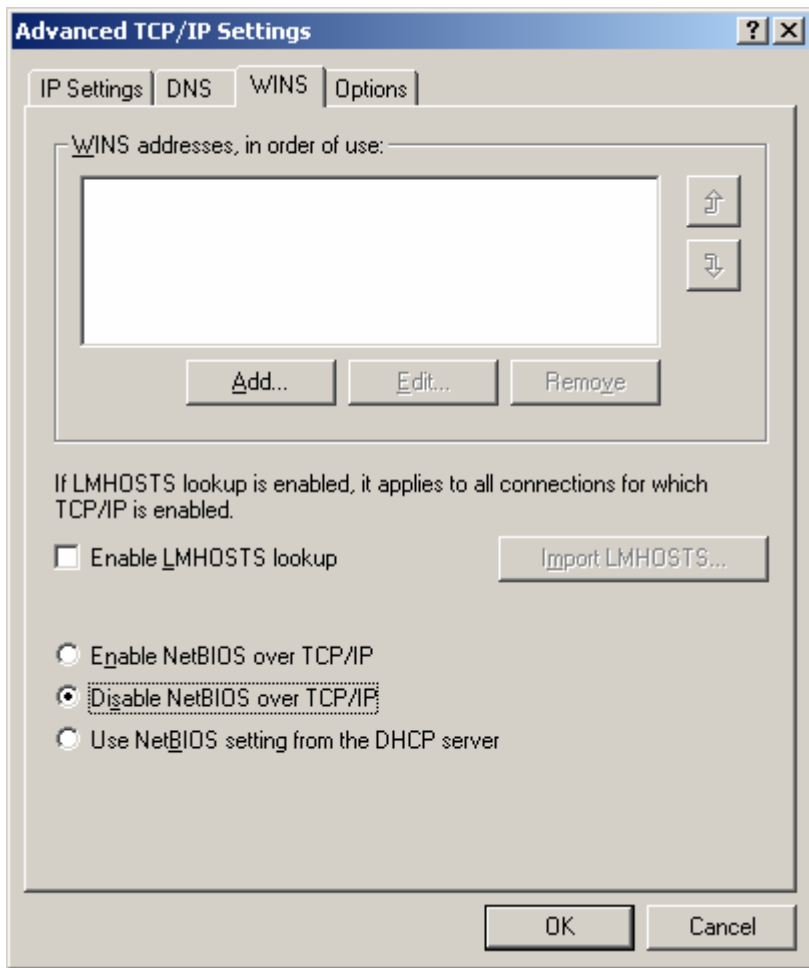 Advanced TCP/IP Settings
IP Settings DNS WINS Options
WINS addresses, in order of use:
Add... Edit... Remove
If LMHOSTS lookup is enabled, it applies to all connections for which
TCP/IP is enabled.
Enable LMHOSTS lookup Import LMHOSTS...
Enable NetBIOS over TCP/IP
Disable NetBIOS over TCP/IP
Use NetBIOS setting from the DHCP server
OK Cancel